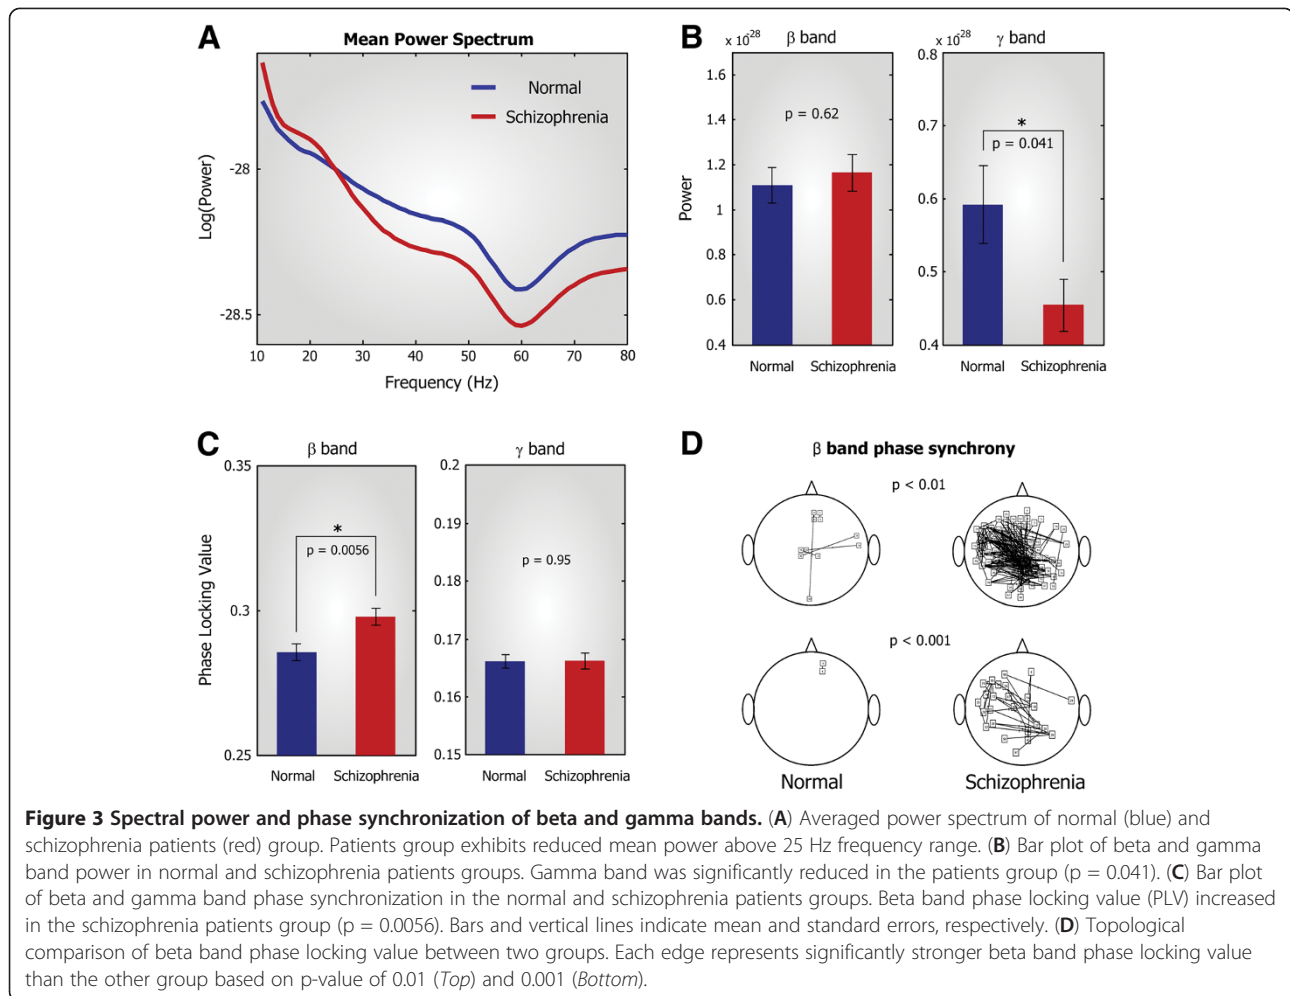 A
Mean Power Spectrum
Normal
Schizophrenia
Log(Power)
-28
-28.5
10 20 30 40 50 60 70 80
Frequency (Hz)
B
x 10^28
β band
1.6
1.4
1.2
1
0.8
0.6
0.4
Power
p = 0.62
Normal Schizophrenia
x 10^28
γ band
0.8
0.7
0.6
0.5
0.4
*
p = 0.041
Normal Schizophrenia
C
β band
0.35
0.3
0.25
Phase Locking Value
*
p = 0.0056
Normal Schizophrenia
γ band
0.2
0.19
0.18
0.17
0.16
0.15
p = 0.95
Normal Schizophrenia
D
β band phase synchrony
p < 0.01
p < 0.001
Normal Schizophrenia
Figure 3 Spectral power and phase synchronization of beta and gamma bands. (A) Averaged power spectrum of normal (blue) and
schizophrenia patients (red) group. Patients group exhibits reduced mean power above 25 Hz frequency range. (B) Bar plot of beta and gamma
band power in normal and schizophrenia patients groups. Gamma band was significantly reduced in the patients group (p = 0.041). (C) Bar plot
of beta and gamma band phase synchronization in the normal and schizophrenia patients groups. Beta band phase locking value (PLV) increased
in the schizophrenia patients group (p = 0.0056). Bars and vertical lines indicate mean and standard errors, respectively. (D) Topological
comparison of beta band phase locking value between two groups. Each edge represents significantly stronger beta band phase locking value
than the other group based on p-value of 0.01 (Top) and 0.001 (Bottom).